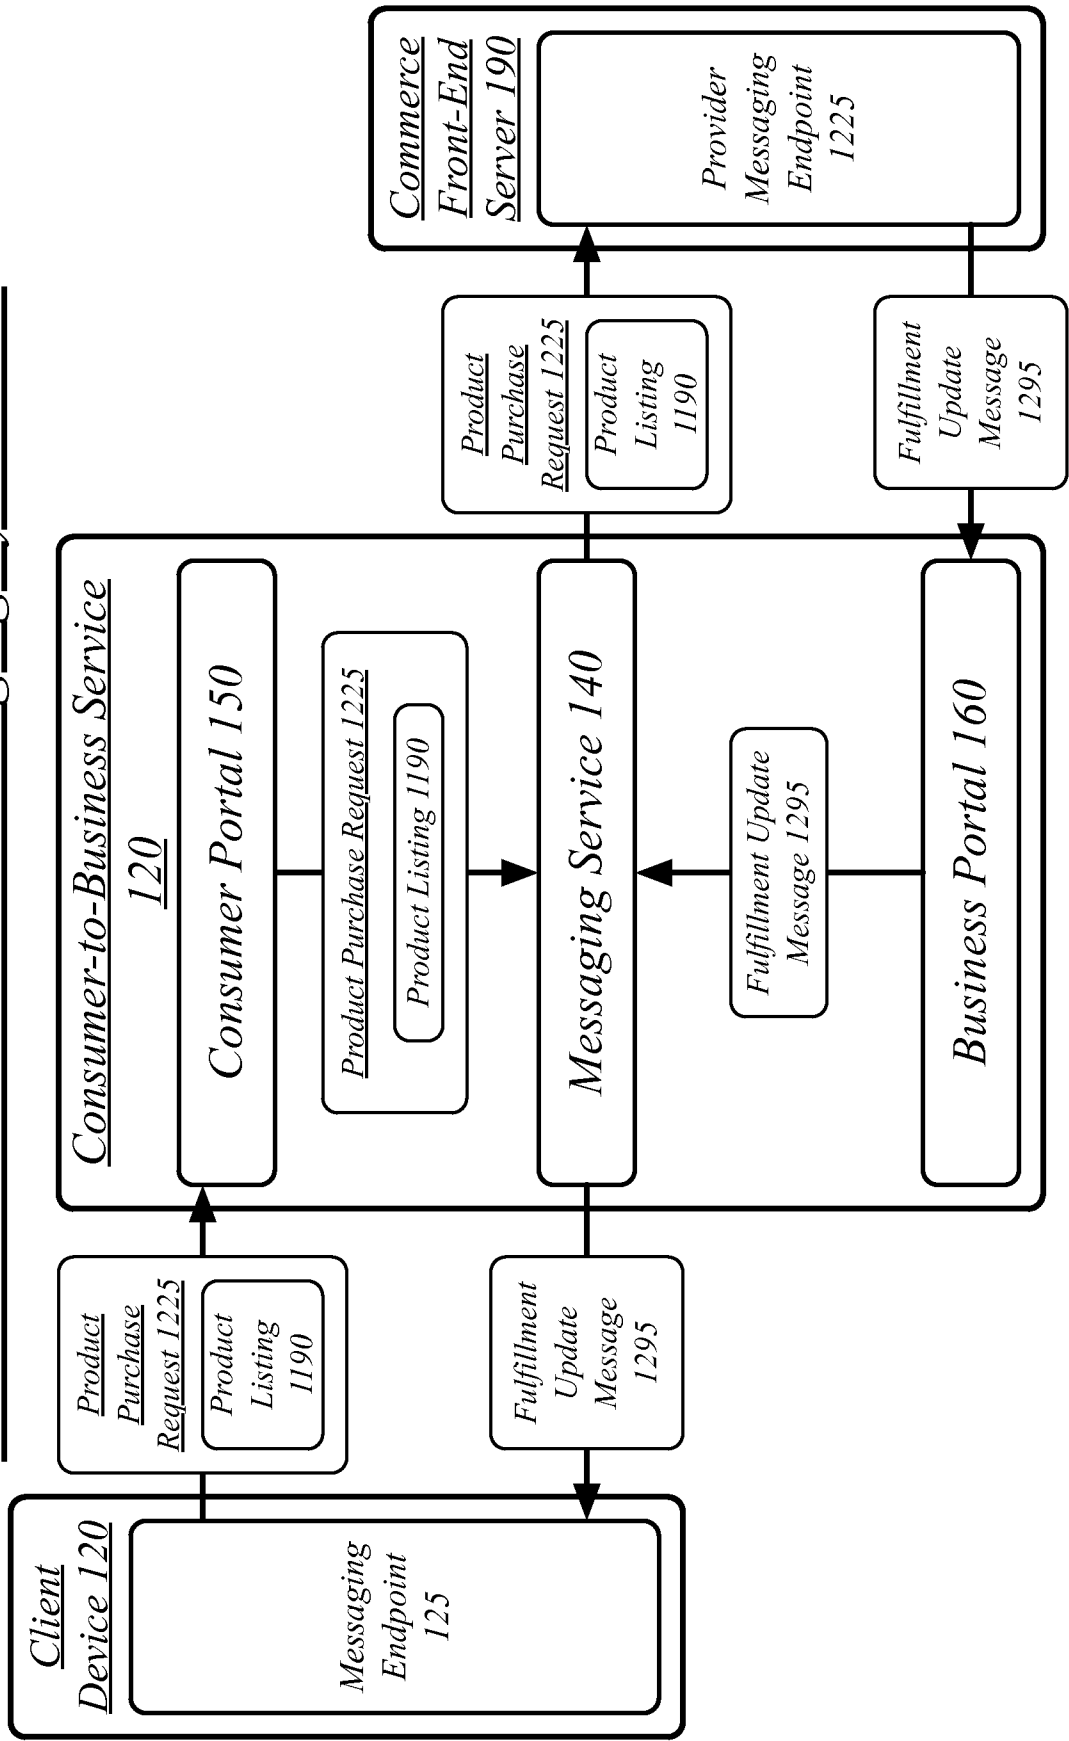 Client
Device 120
Messaging
Endpoint
125
Product
Purchase
Request 1225
Product
Listing
1190
Fulfillment
Update
Message
1295
Consumer-to-Business Service
120
Consumer Portal 150
Product Purchase Request 1225
Product Listing 1190
Messaging Service 140
Fulfillment Update
Message 1295
Business Portal 160
Product
Purchase
Request 1225
Product
Listing
1190
Fulfillment
Update
Message
1295
Commerce
Front-End
Server 190
Provider
Messaging
Endpoint
1225